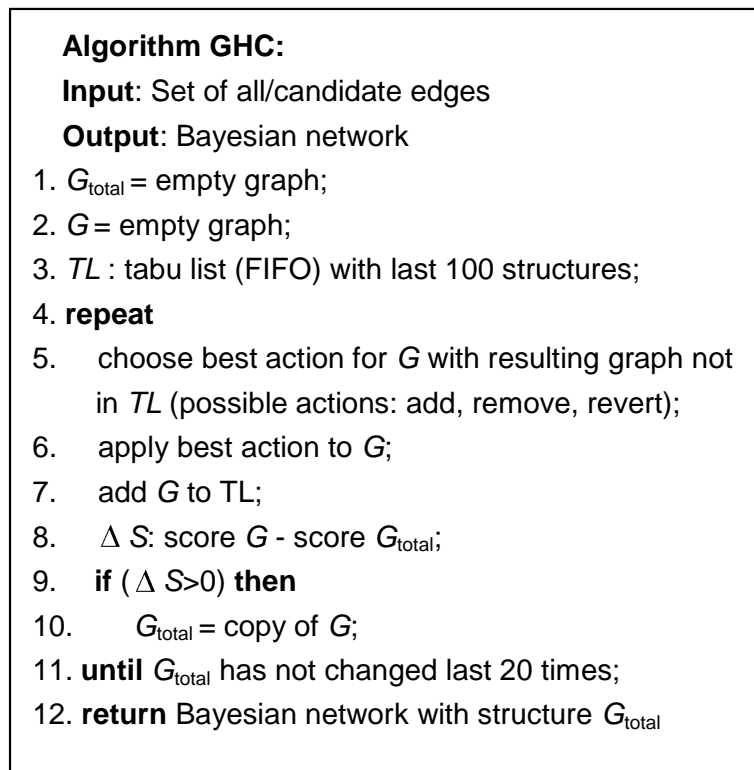 Algorithm GHC:
Input: Set of all/candidate edges
Output: Bayesian network
1. Gtotal = empty graph;
2. G = empty graph;
3. TL : tabu list (FIFO) with last 100 structures;
4. repeat
5. choose best action for G with resulting graph not
in TL (possible actions: add, remove, revert);
6. apply best action to G;
7. add G to TL;
8. Δ S: score G - score Gtotal;
9. if (Δ S>0) then
10. Gtotal = copy of G;
11. until Gtotal has not changed last 20 times;
12. return Bayesian network with structure Gtotal